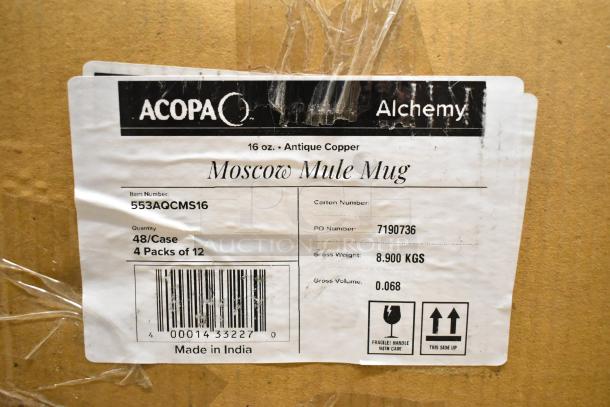 ACOPA
Alchemy
16 oz. • Antique Copper
Moscow Mule Mug
Item Number:
553AQCMS16
Quantity
48/Case
4 Packs of 12
4 00014 33227 0
Made in India
Carton Number:
PO Number: 7190736
Gross Weight: 8.900 KGS
Gross Volume: 0.068
FRAGILE! HANDLE
WITH CARE
THIS SIDE UP
AUCTION GROUP